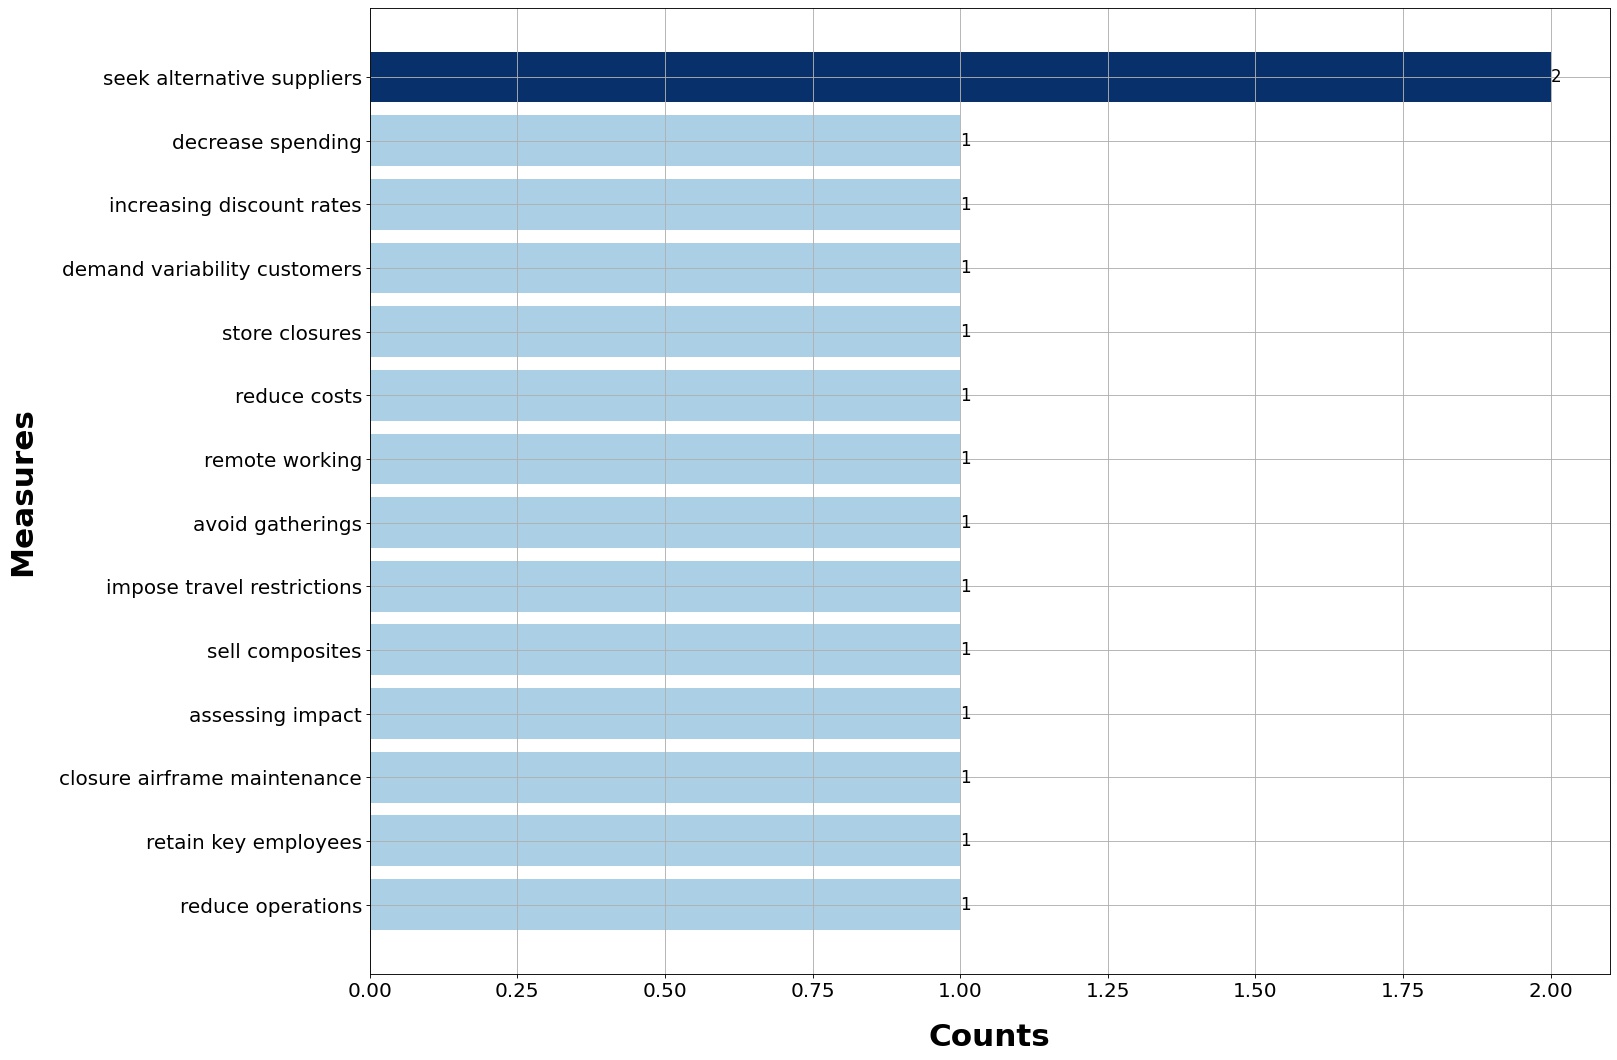 seek alternative suppliers 2
decrease spending 1
increasing discount rates 1
demand variability customers 1
store closures 1
reduce costs 1
remote working 1
avoid gatherings 1
impose travel restrictions 1
sell composites 1
assessing impact 1
closure airframe maintenance 1
retain key employees 1
reduce operations 1
Measures
0.00 0.25 0.50 0.75 1.00 1.25 1.50 1.75 2.00
Counts